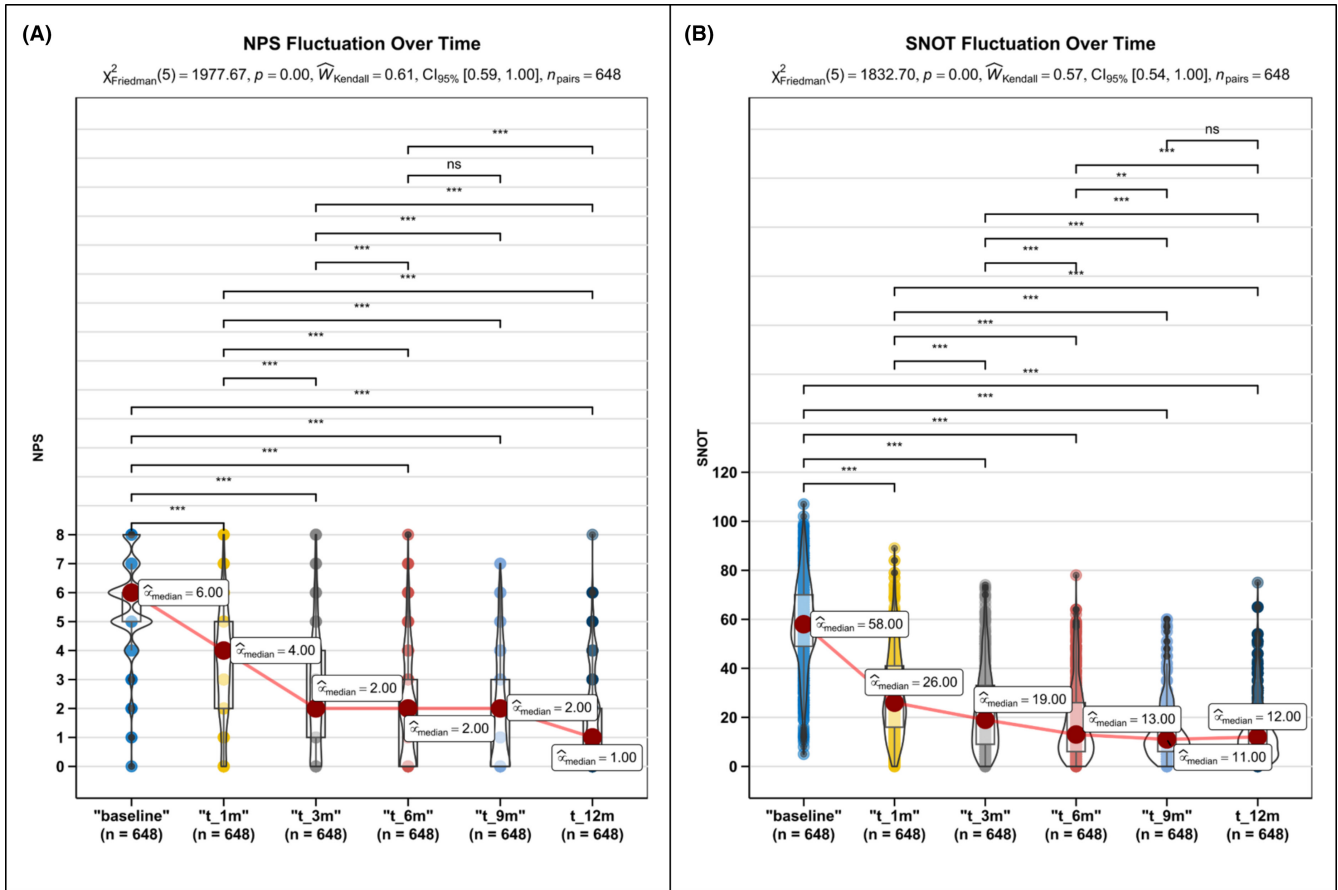 (A)
NPS Fluctuation Over Time
χ²Friedman(5) = 1977.67, p = 0.00, ŴKendall = 0.61, CI95% [0.59, 1.00], npairs = 648
***
ns
***
***
***
***
***
***
***
***
***
***
***
***
NPS
8
7
6
5
4
3
2
1
0
μ̂median = 6.00
μ̂median = 4.00
μ̂median = 2.00
μ̂median = 2.00
μ̂median = 2.00
μ̂median = 1.00
"baseline"
(n = 648)
"t_1m"
(n = 648)
"t_3m"
(n = 648)
"t_6m"
(n = 648)
"t_9m"
(n = 648)
t_12m
(n = 648)
(B)
SNOT Fluctuation Over Time
χ²Friedman(5) = 1832.70, p = 0.00, ŴKendall = 0.57, CI95% [0.54, 1.00], npairs = 648
ns
***
**
***
***
***
***
***
***
***
***
***
***
***
***
SNOT
120
100
80
60
40
20
0
μ̂median = 58.00
μ̂median = 26.00
μ̂median = 19.00
μ̂median = 13.00
μ̂median = 11.00
μ̂median = 12.00
"baseline"
(n = 648)
"t_1m"
(n = 648)
"t_3m"
(n = 648)
"t_6m"
(n = 648)
"t_9m"
(n = 648)
t_12m
(n = 648)